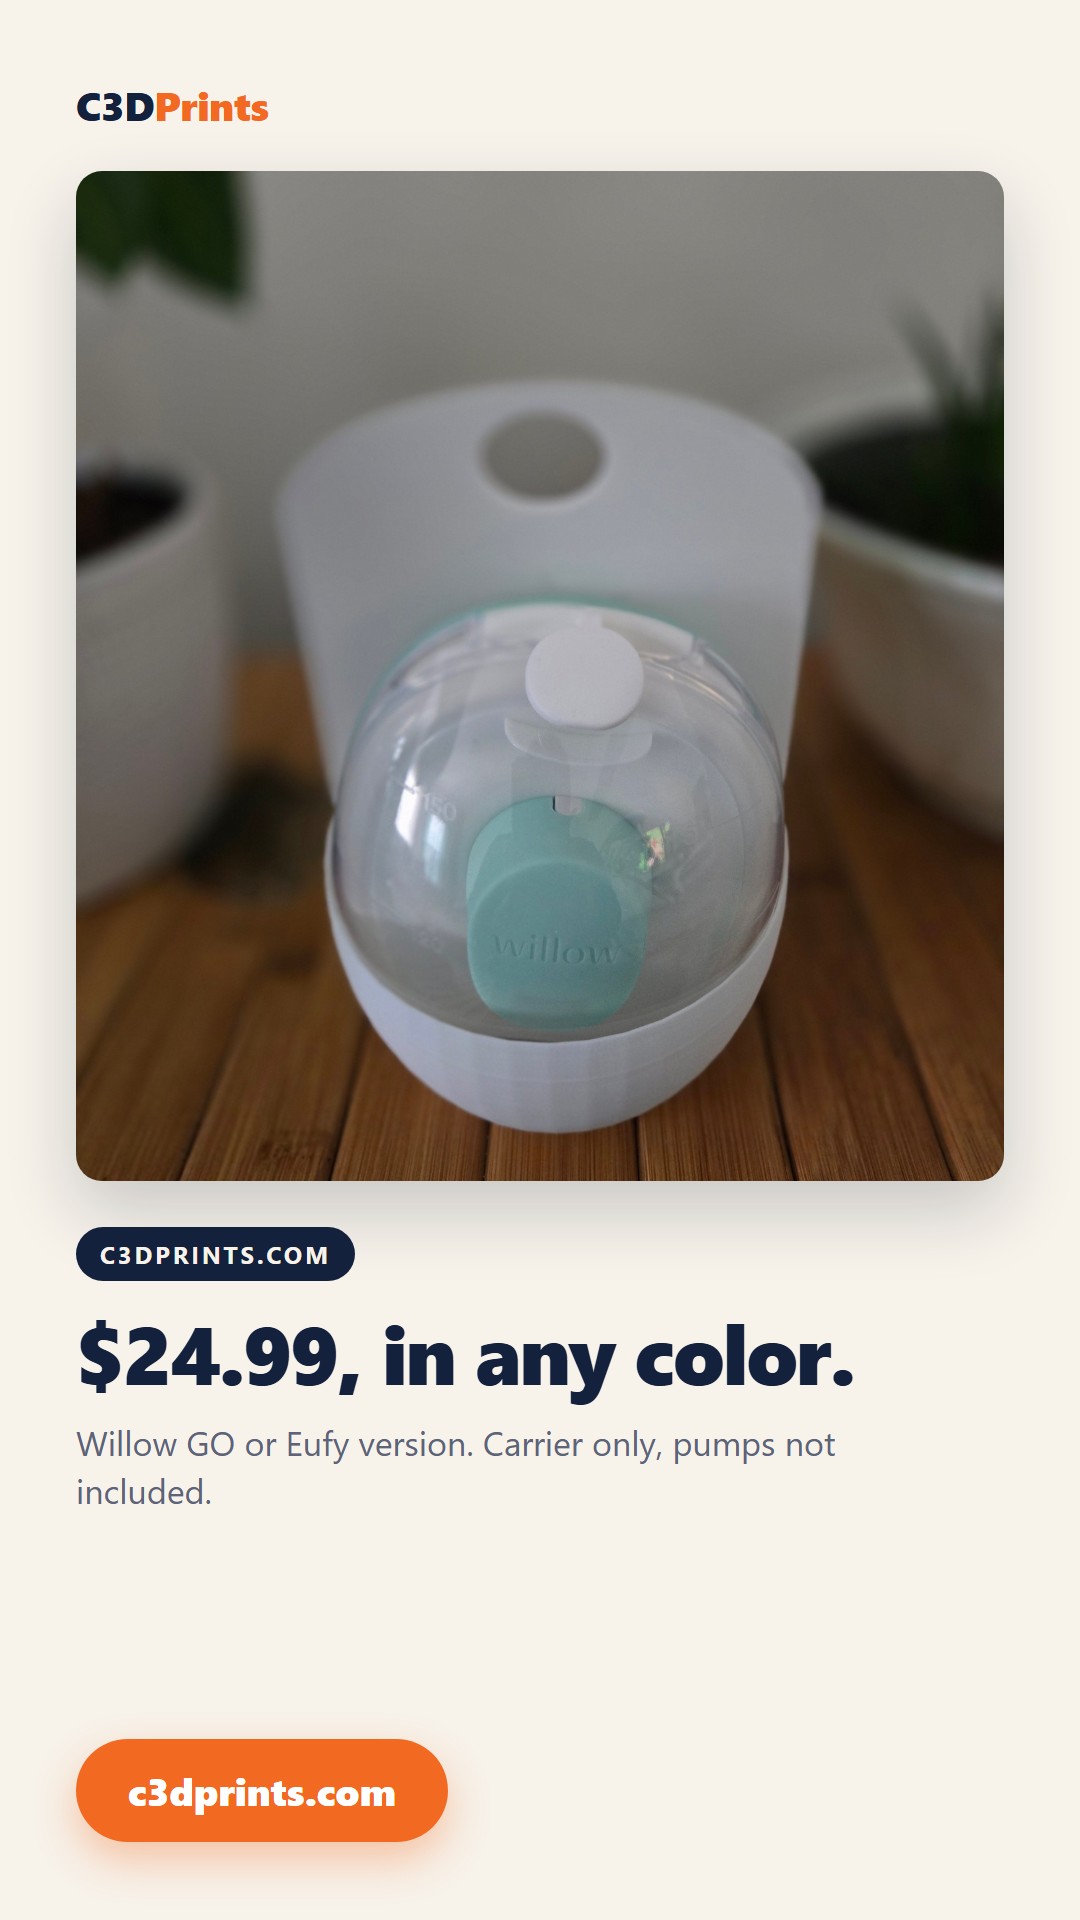 C3DPrints
150
willow
C3DPRINTS.COM
$24.99, in any color.
Willow GO or Eufy version. Carrier only, pumps not
included.
c3dprints.com